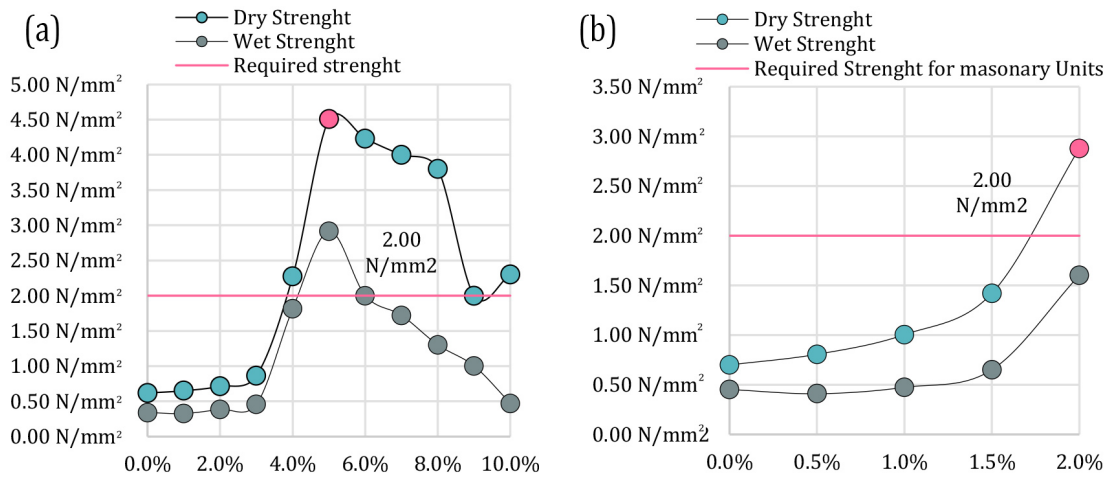 (a)
Dry Strenght
Wet Strenght
Required strenght
5.00 N/mm²
4.50 N/mm²
4.00 N/mm²
3.50 N/mm²
3.00 N/mm²
2.50 N/mm²
2.00 N/mm²
1.50 N/mm²
1.00 N/mm²
0.50 N/mm²
0.00 N/mm²
2.00
N/mm2
0.0% 2.0% 4.0% 6.0% 8.0% 10.0%
(b)
Dry Strenght
Wet Strenght
Required Strenght for masonary Units
3.50 N/mm²
3.00 N/mm²
2.50 N/mm²
2.00 N/mm²
1.50 N/mm²
1.00 N/mm²
0.50 N/mm²
0.00 N/mm2
2.00
N/mm2
0.0% 0.5% 1.0% 1.5% 2.0%